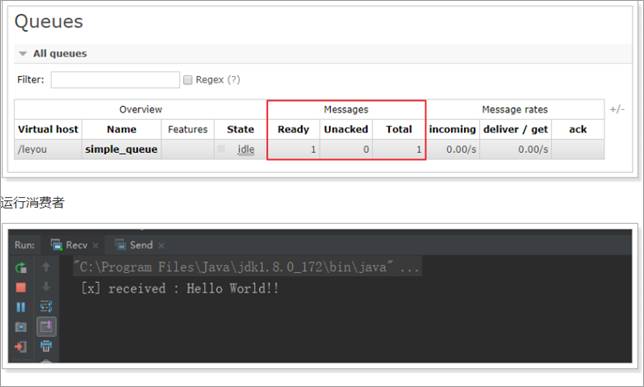 Queues
All queues
Filter: Regex (?)
Overview Messages Message rates +/-
Virtual host Name Features State Ready Unacked Total incoming deliver / get ack
/leyou simple_queue idle 1 0 1 0.00/s 0.00/s
运行消费者
Run: Recv × Send ×
"C:\Program Files\Java\jdk1.8.0_172\bin\java" ...
[x] received : Hello World!!